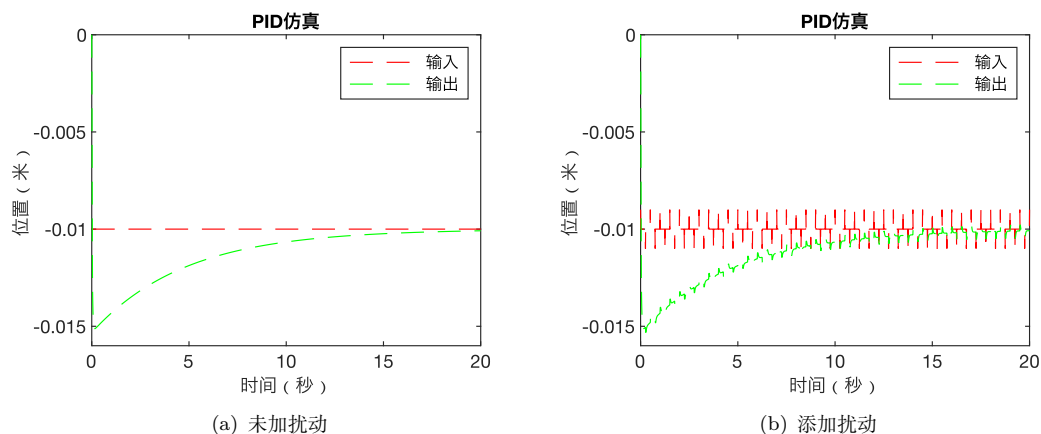 PID仿真
0
-0.005
-0.01
-0.015
位置（米）
输入
输出
0 5 10 15 20
时间（秒）
(a) 未加扰动
PID仿真
0
-0.005
-0.01
-0.015
位置（米）
输入
输出
0 5 10 15 20
时间（秒）
(b) 添加扰动